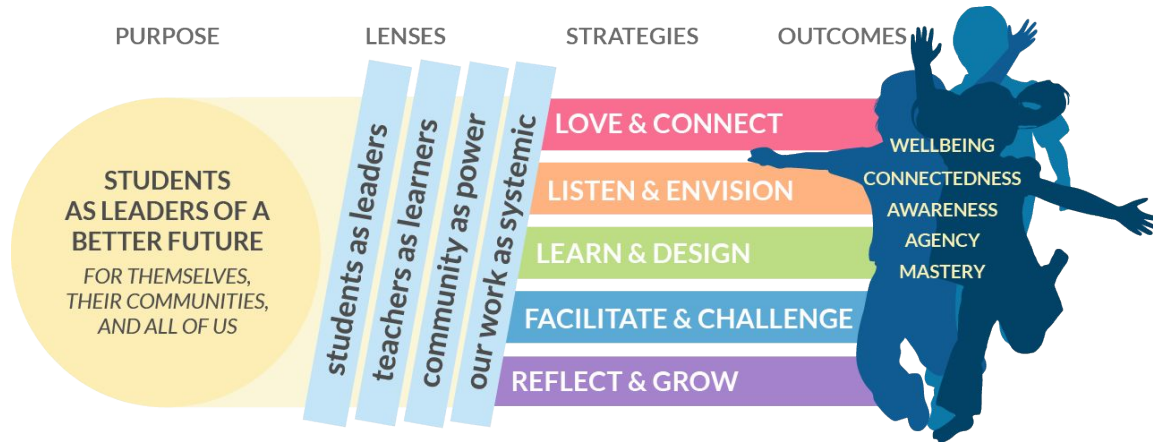 PURPOSE
LENSES
STRATEGIES
OUTCOMES
STUDENTS
AS LEADERS OF A
BETTER FUTURE
FOR THEMSELVES,
THEIR COMMUNITIES,
AND ALL OF US
students as leaders
teachers as learners
community as power
our work as systemic
LOVE & CONNECT
LISTEN & ENVISION
LEARN & DESIGN
FACILITATE & CHALLENGE
REFLECT & GROW
WELLBEING
CONNECTEDNESS
AWARENESS
AGENCY
MASTERY